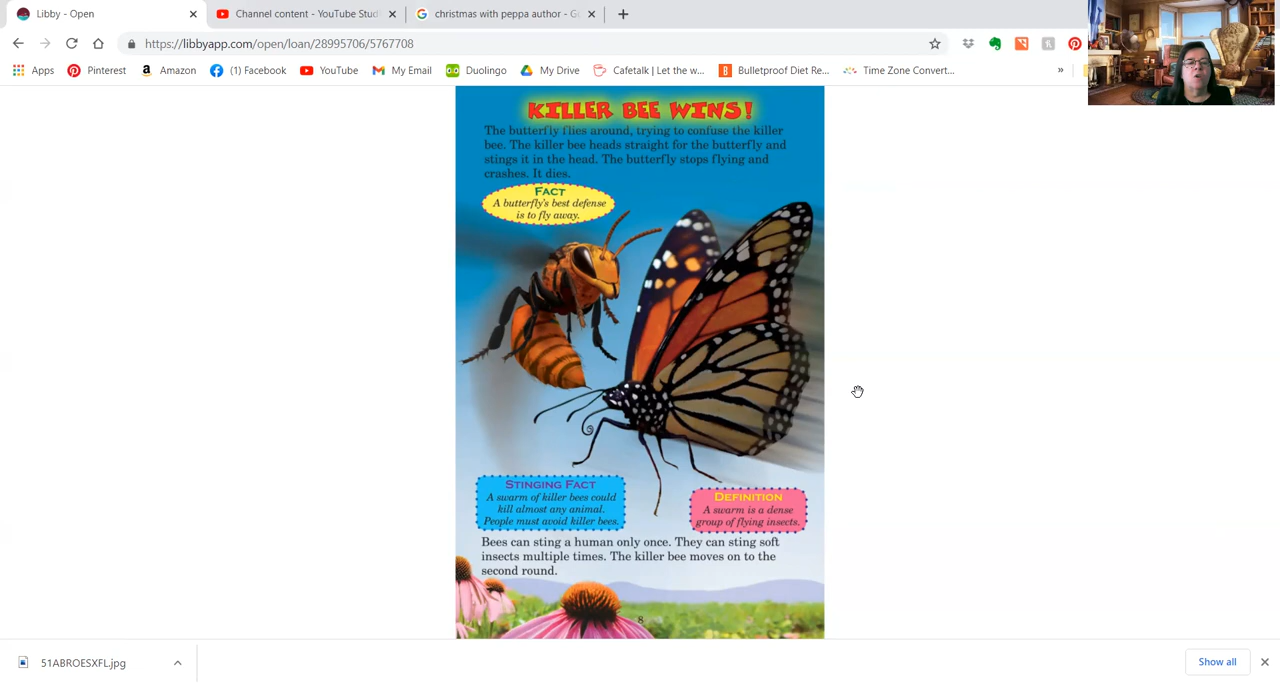 Libby - Open
Channel content - YouTube Studi
christmas with peppa author - Go
https://libbyapp.com/open/loan/28995706/5767708
Apps
Pinterest
Amazon
(1) Facebook
YouTube
My Email
Duolingo
My Drive
Cafetalk | Let the w...
Bulletproof Diet Re...
Time Zone Convert...
»
KILLER BEE WINS!
The butterfly flies around, trying to confuse the killer
bee. The killer bee heads straight for the butterfly and
stings it in the head. The butterfly stops flying and
crashes. It dies.
FACT
A butterfly's best defense
is to fly away.
STINGING FACT
A swarm of killer bees could
kill almost any animal.
People must avoid killer bees.
DEFINITION
A swarm is a dense
group of flying insects.
Bees can sting a human only once. They can sting soft
insects multiple times. The killer bee moves on to the
second round.
8
51ABROESXFL.jpg
Show all